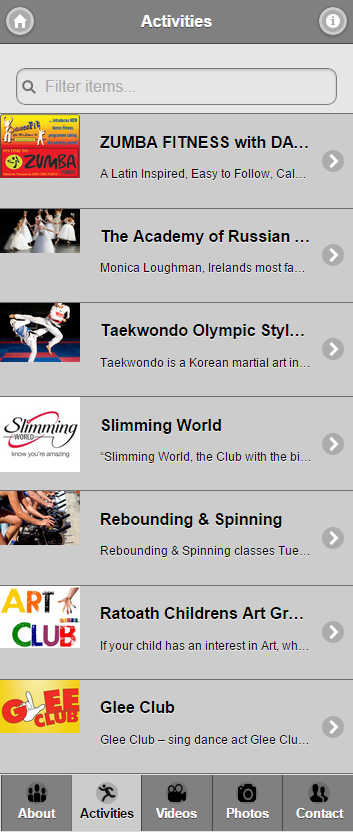 Activities
Filter items...
ZUMBA
ZUMBA FITNESS with DA...
A Latin Inspired, Easy to Follow, Cal...
The Academy of Russian ...
Monica Loughman, Irelands most fa...
Taekwondo Olympic Styl...
Taekwondo is a Korean martial art in...
Slimming
WORLD
know you're amazing
Slimming World
“Slimming World, the Club with the bi...
Rebounding & Spinning
Rebounding & Spinning classes Tue...
ART
CLUB
Ratoath Childrens Art Gr...
If your child has an interest in Art, wh...
GLEE
CLUB
Glee Club
Glee Club – sing dance act Glee Clu...
About
Activities
Videos
Photos
Contact